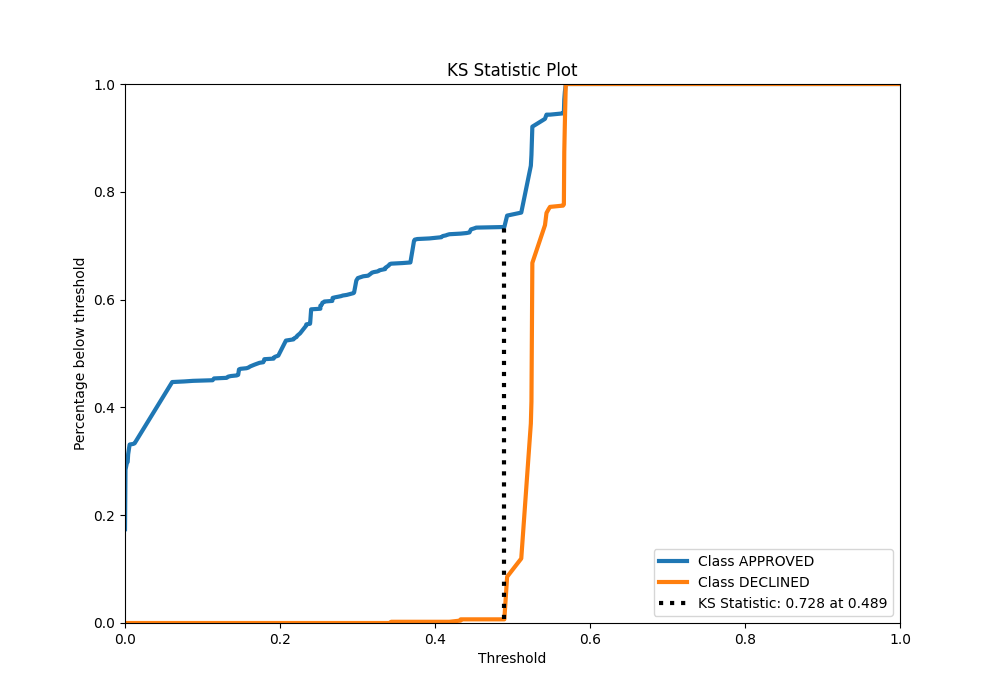 KS Statistic Plot
1.0
0.8
0.6
0.4
0.2
0.0
Percentage below threshold
0.0 0.2 0.4 0.6 0.8 1.0
Threshold
Class APPROVED
Class DECLINED
KS Statistic: 0.728 at 0.489